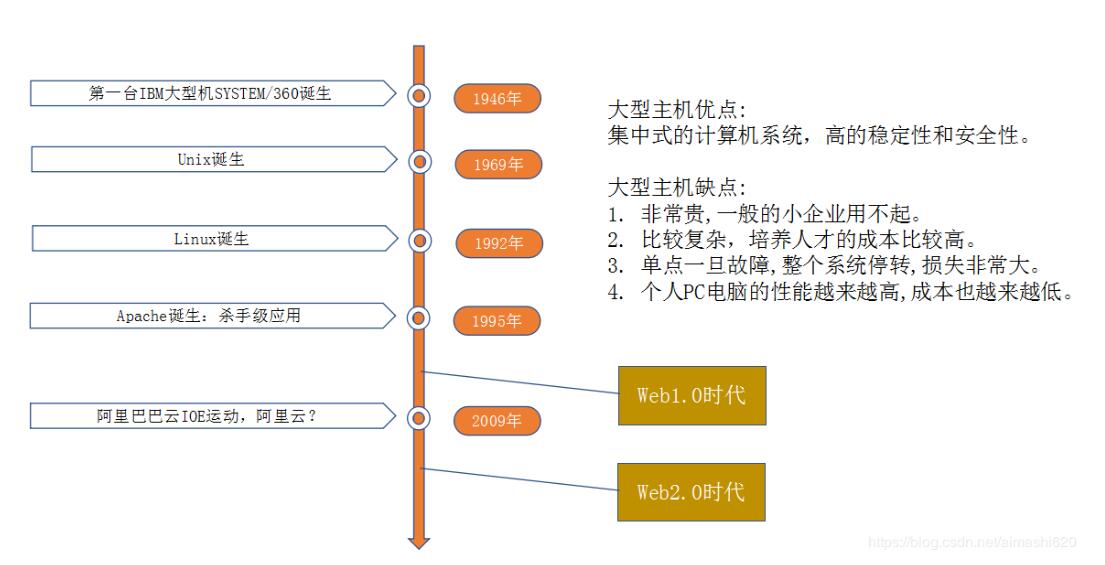 第一台IBM大型机SYSTEM/360诞生
1946年
Unix诞生
1969年
Linux诞生
1992年
Apache诞生：杀手级应用
1995年
阿里巴巴云IOE运动，阿里云？
2009年
大型主机优点：
集中式的计算机系统，高的稳定性和安全性。
大型主机缺点：
1. 非常贵,一般的小企业用不起。
2. 比较复杂，培养人才的成本比较高。
3. 单点一旦故障,整个系统停转,损失非常大。
4. 个人PC电脑的性能越来越高,成本也越来越低。
Web1.0时代
Web2.0时代
https://blog.csdn.net/aimashi620